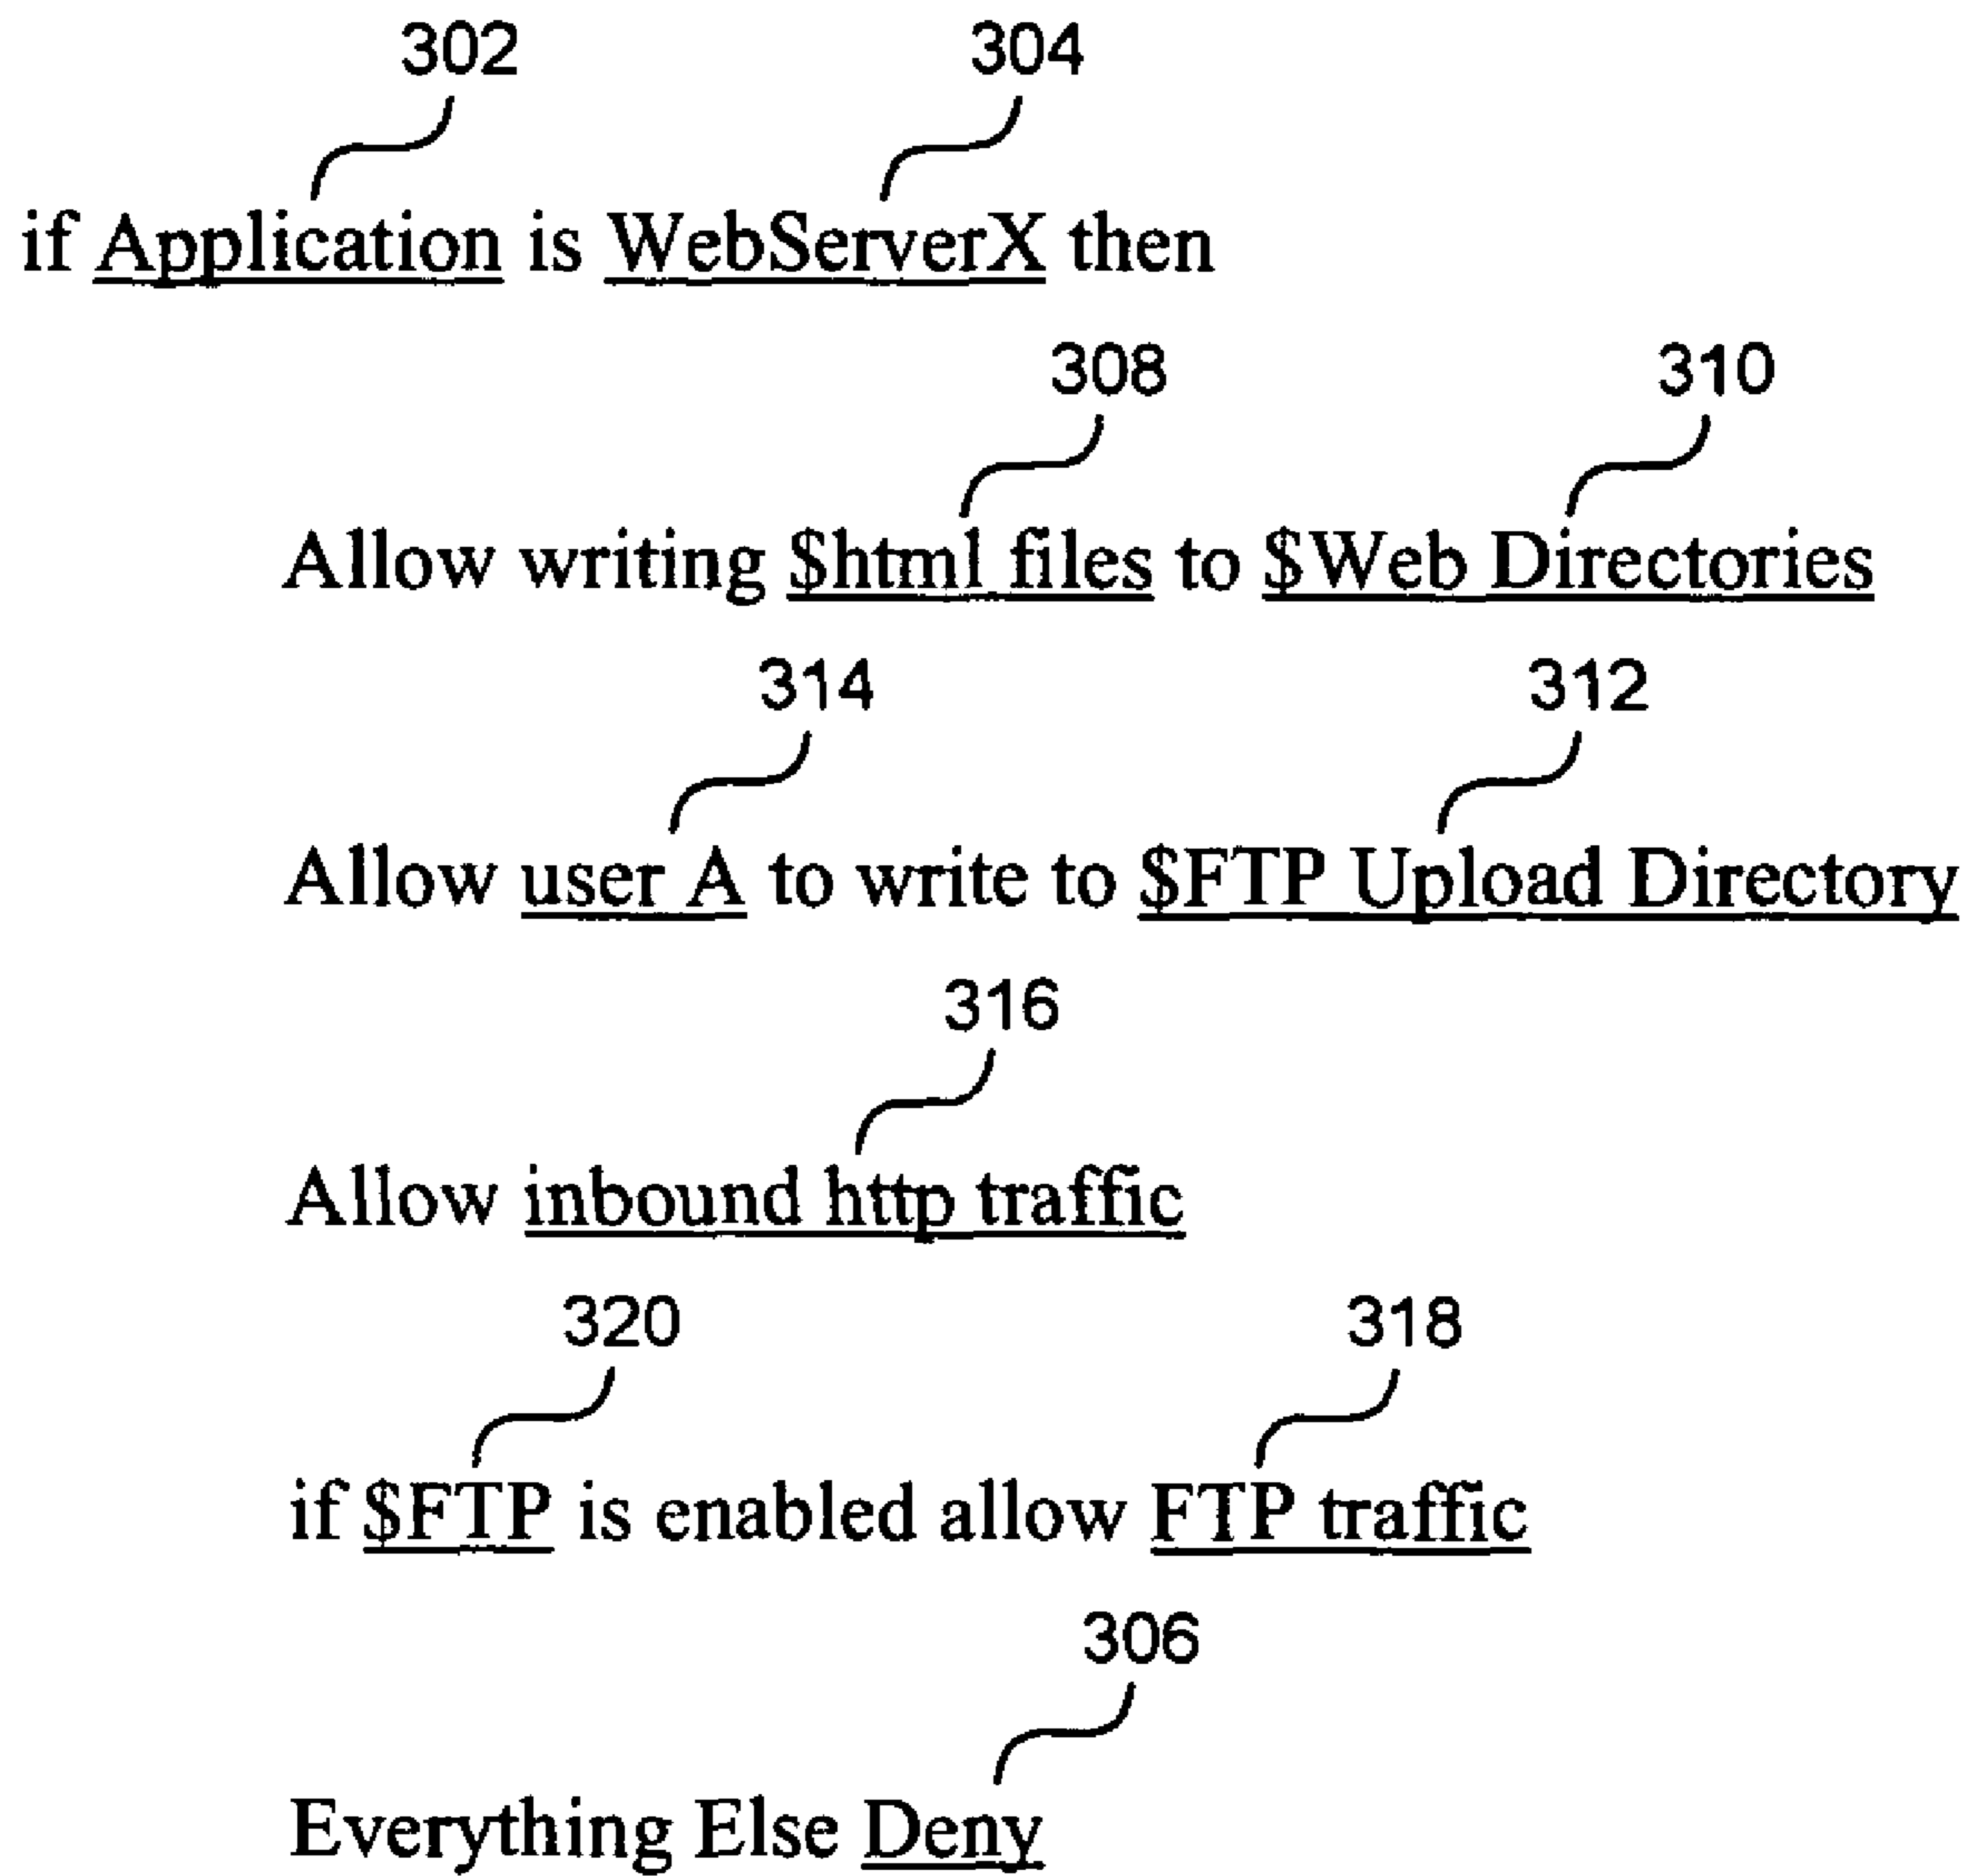 302 304
if Application is WebServerX then
308 310
Allow writing $html files to $Web Directories
314 312
Allow user A to write to $FTP Upload Directory
316
Allow inbound http traffic
320 318
if $FTP is enabled allow FTP traffic
306
Everything Else Deny